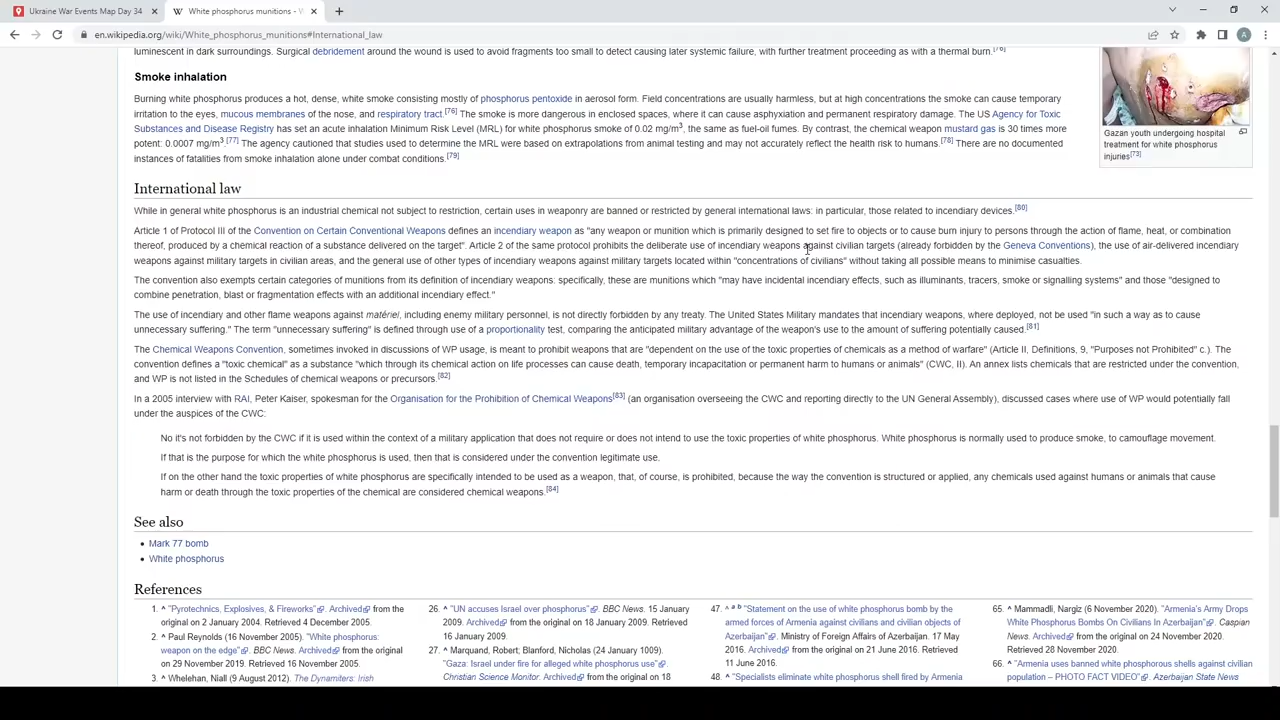 Ukraine War Events Map Day 34
White phosphorus munitions - W
en.wikipedia.org/wiki/White_phosphorus_munitions#International_law
luminescent in dark surroundings. Surgical debridement around the wound is used to avoid fragments too small to detect causing later systemic failure, with further treatment proceeding as with a thermal burn.[76]
Smoke inhalation
Burning white phosphorus produces a hot, dense, white smoke consisting mostly of phosphorus pentoxide in aerosol form. Field concentrations are usually harmless, but at high concentrations the smoke can cause temporary
irritation to the eyes, mucous membranes of the nose, and respiratory tract.[76] The smoke is more dangerous in enclosed spaces, where it can cause asphyxiation and permanent respiratory damage. The US Agency for Toxic
Substances and Disease Registry has set an acute inhalation Minimum Risk Level (MRL) for white phosphorus smoke of 0.02 mg/m3, the same as fuel-oil fumes. By contrast, the chemical weapon mustard gas is 30 times more
potent: 0.0007 mg/m3.[77] The agency cautioned that studies used to determine the MRL were based on extrapolations from animal testing and may not accurately reflect the health risk to humans.[78] There are no documented
instances of fatalities from smoke inhalation alone under combat conditions.[79]
Gazan youth undergoing hospital
treatment for white phosphorus
injuries[73]
International law
While in general white phosphorus is an industrial chemical not subject to restriction, certain uses in weaponry are banned or restricted by general international laws: in particular, those related to incendiary devices.[80]
Article 1 of Protocol III of the Convention on Certain Conventional Weapons defines an incendiary weapon as "any weapon or munition which is primarily designed to set fire to objects or to cause burn injury to persons through the action of flame, heat, or combination
thereof, produced by a chemical reaction of a substance delivered on the target". Article 2 of the same protocol prohibits the deliberate use of incendiary weapons against civilian targets (already forbidden by the Geneva Conventions), the use of air-delivered incendiary
weapons against military targets in civilian areas, and the general use of other types of incendiary weapons against military targets located within "concentrations of civilians" without taking all possible means to minimise casualties.
The convention also exempts certain categories of munitions from its definition of incendiary weapons: specifically, these are munitions which "may have incidental incendiary effects, such as illuminants, tracers, smoke or signalling systems" and those "designed to
combine penetration, blast or fragmentation effects with an additional incendiary effect."
The use of incendiary and other flame weapons against matériel, including enemy military personnel, is not directly forbidden by any treaty. The United States Military mandates that incendiary weapons, where deployed, not be used "in such a way as to cause
unnecessary suffering." The term "unnecessary suffering" is defined through use of a proportionality test, comparing the anticipated military advantage of the weapon's use to the amount of suffering potentially caused.[81]
The Chemical Weapons Convention, sometimes invoked in discussions of WP usage, is meant to prohibit weapons that are "dependent on the use of the toxic properties of chemicals as a method of warfare" (Article II, Definitions, 9, "Purposes not Prohibited" c.). The
convention defines a "toxic chemical" as a substance "which through its chemical action on life processes can cause death, temporary incapacitation or permanent harm to humans or animals" (CWC, II). An annex lists chemicals that are restricted under the convention,
and WP is not listed in the Schedules of chemical weapons or precursors.[82]
In a 2005 interview with RAI, Peter Kaiser, spokesman for the Organisation for the Prohibition of Chemical Weapons[83] (an organisation overseeing the CWC and reporting directly to the UN General Assembly), discussed cases where use of WP would potentially fall
under the auspices of the CWC:
No it's not forbidden by the CWC if it is used within the context of a military application that does not require or does not intend to use the toxic properties of white phosphorus. White phosphorus is normally used to produce smoke, to camouflage movement.
If that is the purpose for which the white phosphorus is used, then that is considered under the convention legitimate use.
If on the other hand the toxic properties of white phosphorus are specifically intended to be used as a weapon, that, of course, is prohibited, because the way the convention is structured or applied, any chemicals used against humans or animals that cause
harm or death through the toxic properties of the chemical are considered chemical weapons.[84]
See also
• Mark 77 bomb
• White phosphorus
References
1. ^ "Pyrotechnics, Explosives, & Fireworks". Archived from the
original on 2 January 2004. Retrieved 4 December 2005.
2. ^ Paul Reynolds (16 November 2005). "White phosphorus:
weapon on the edge". BBC News. Archived from the original
on 29 November 2019. Retrieved 16 November 2005.
3. ^ Whelehan, Niall (9 August 2012). The Dynamiters: Irish
26. ^ "UN accuses Israel over phosphorus". BBC News. 15 January
2009. Archived from the original on 18 January 2009. Retrieved
16 January 2009.
27. ^ Marquand, Robert; Blanford, Nicholas (24 January 1009).
"Gaza: Israel under fire for alleged white phosphorus use".
Christian Science Monitor. Archived from the original on 18
47. ^ a b "Statement on the use of white phosphorus bomb by the
armed forces of Armenia against civilians and civilian objects of
Azerbaijan". Ministry of Foreign Affairs of Azerbaijan. 17 May
2016. Archived from the original on 21 June 2016. Retrieved
11 June 2016.
48. ^ "Specialists eliminate white phosphorus shell fired by Armenia
65. ^ Mammadli, Nargiz (6 November 2020). "Armenia's Army Drops
White Phosphorus Bombs On Civilians In Azerbaijan". Caspian
News. Archived from the original on 24 November 2020.
Retrieved 28 November 2020.
66. ^ "Armenia uses banned white phosphorous shells against civilian
population – PHOTO FACT VIDEO". Azerbaijan State News